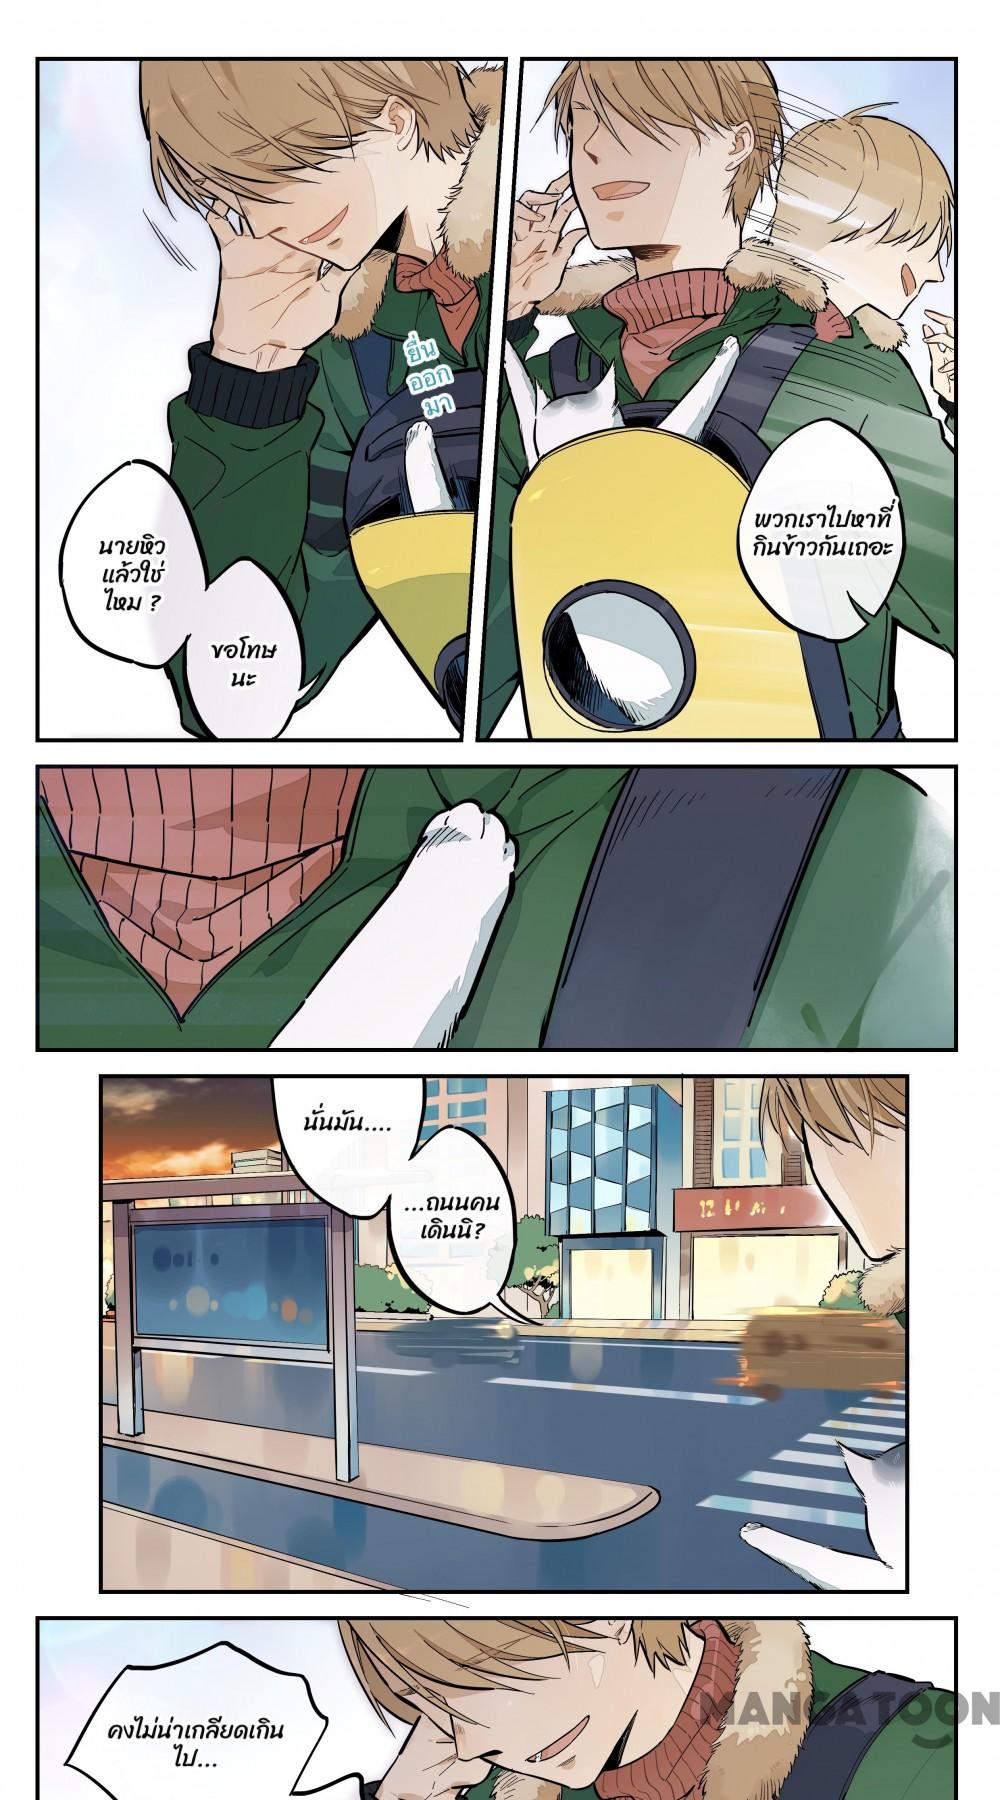 ยื่น
ออก
มา
นายหิว
แล้วใช่
ไหม ?
ขอโทษ
นะ
พวกเราไปหาที่
กินข้าวกันเถอะ
นั่นมัน....
...ถนนคน
เดินนิ?
คงไม่น่าเกลียดเกิน
ไป...
MANGATOON